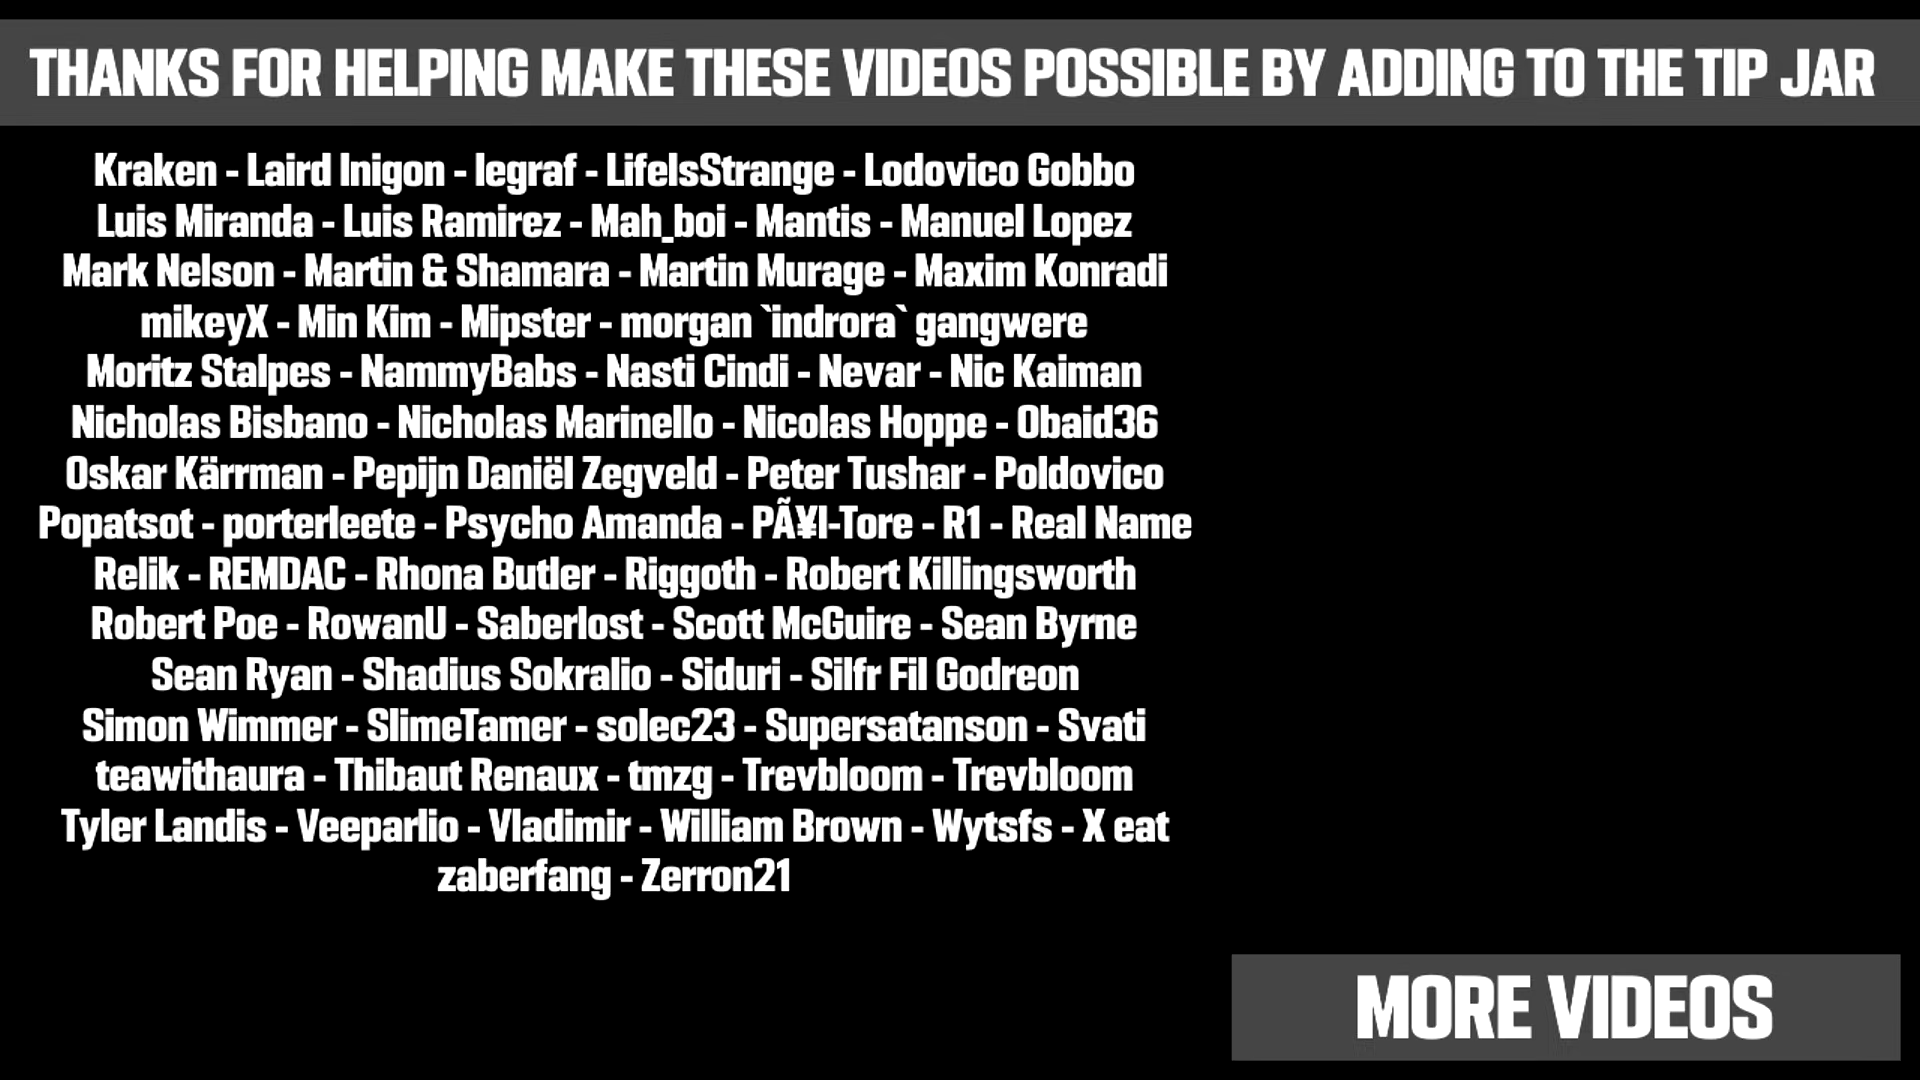 THANKS FOR HELPING MAKE THESE VIDEOS POSSIBLE BY ADDING TO THE TIP JAR
Kraken - Laird Inigon - legraf - LifeIsStrange - Lodovico Gobbo
Luis Miranda - Luis Ramirez - Mah_boi - Mantis - Manuel Lopez
Mark Nelson - Martin & Shamara - Martin Murage - Maxim Konradi
mikeyX - Min Kim - Mipster - morgan `indrora` gangwere
Moritz Stalpes - NammyBabs - Nasti Cindi - Nevar - Nic Kaiman
Nicholas Bisbano - Nicholas Marinello - Nicolas Hoppe - Obaid36
Oskar Kärrman - Pepijn Daniël Zegveld - Peter Tushar - Poldovico
Popatsot - porterleete - Psycho Amanda - PÃ¥l-Tore - R1 - Real Name
Relik - REMDAC - Rhona Butler - Riggoth - Robert Killingsworth
Robert Poe - RowanU - Saberlost - Scott McGuire - Sean Byrne
Sean Ryan - Shadius Sokralio - Siduri - Silfr Fil Godreon
Simon Wimmer - SlimeTamer - solec23 - Supersatanson - Svati
teawithaura - Thibaut Renaux - tmzg - Trevbloom - Trevbloom
Tyler Landis - Veeparlio - Vladimir - William Brown - Wytsfs - X eat
zaberfang - Zerron21
MORE VIDEOS